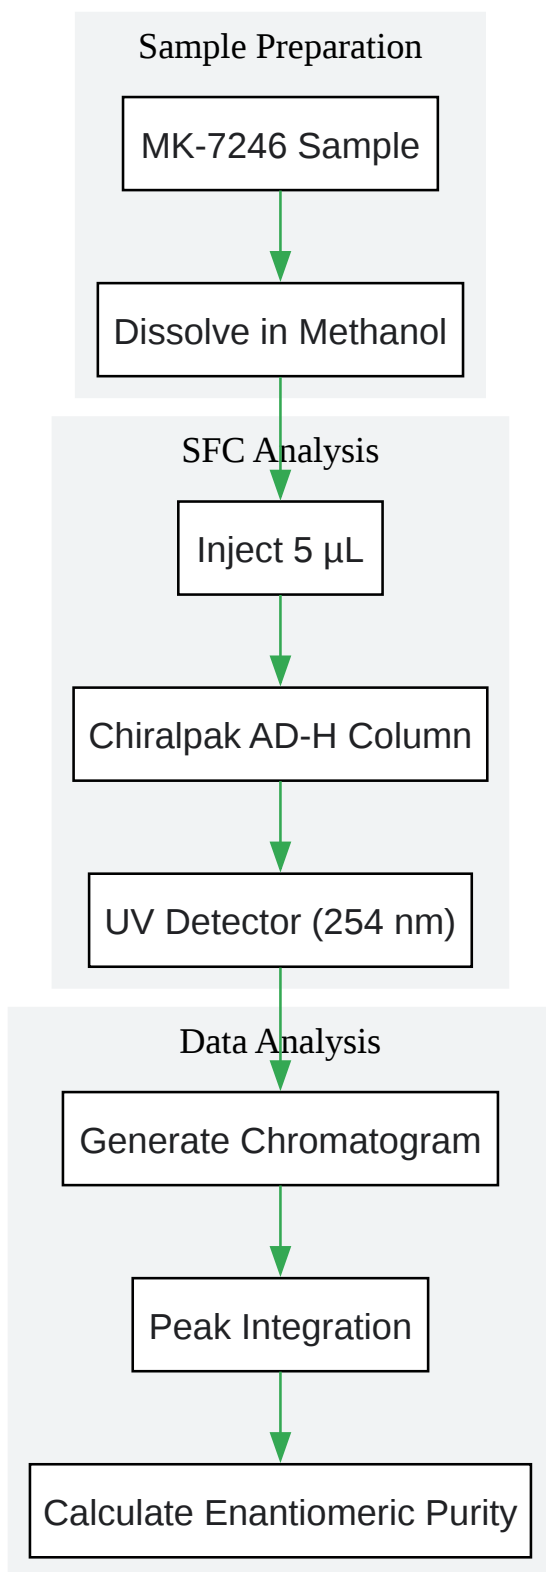 Sample Preparation
MK-7246 Sample
Dissolve in Methanol
SFC Analysis
Inject 5 µL
Chiralpak AD-H Column
UV Detector (254 nm)
Data Analysis
Generate Chromatogram
Peak Integration
Calculate Enantiomeric Purity